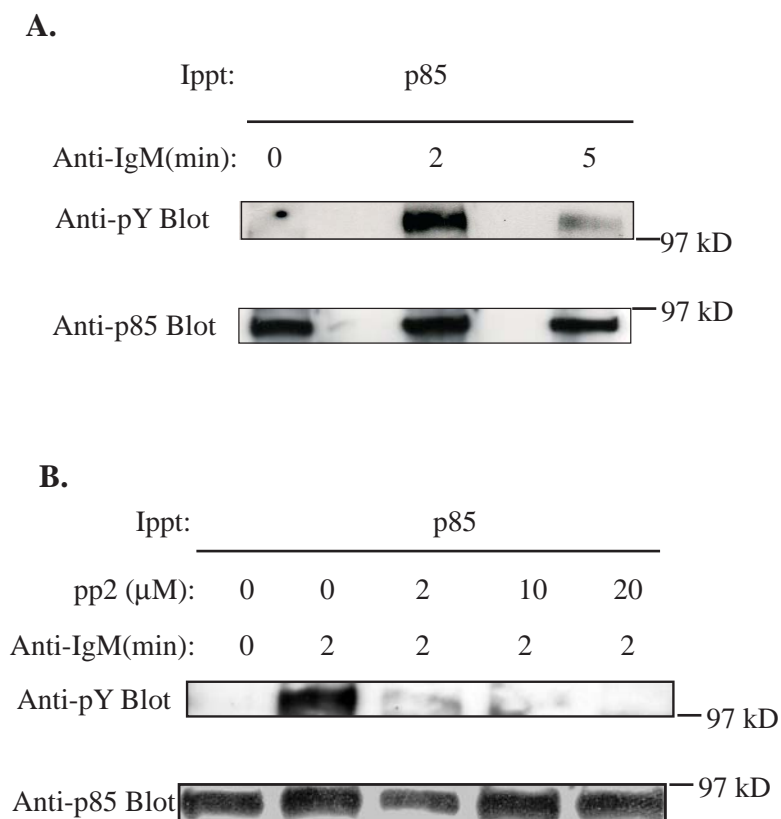 A.
Ippt: p85
Anti-IgM(min): 0 2 5
Anti-pY Blot
97 kD
Anti-p85 Blot
97 kD
B.
Ippt: p85
pp2 (μM): 0 0 2 10 20
Anti-IgM(min): 0 2 2 2 2
Anti-pY Blot
97 kD
Anti-p85 Blot
97 kD